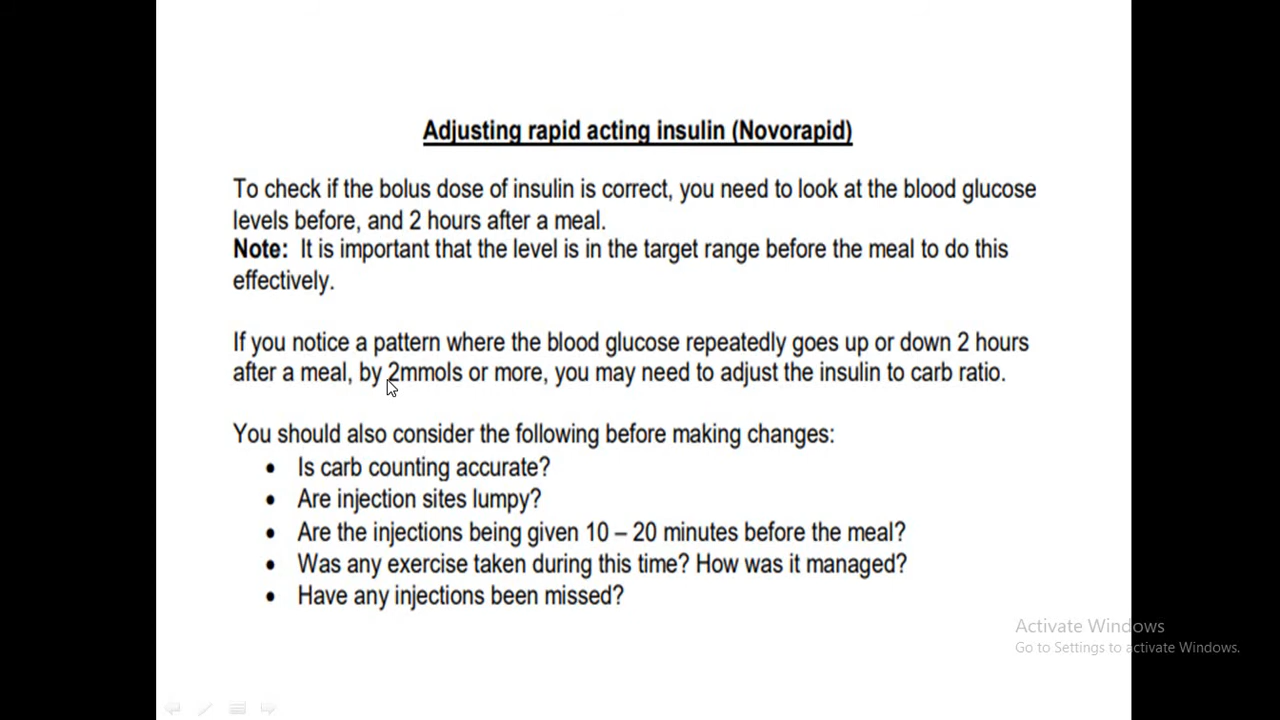 Adjusting rapid acting insulin (Novorapid)
To check if the bolus dose of insulin is correct, you need to look at the blood glucose
levels before, and 2 hours after a meal.
Note: It is important that the level is in the target range before the meal to do this
effectively.
If you notice a pattern where the blood glucose repeatedly goes up or down 2 hours
after a meal, by 2mmols or more, you may need to adjust the insulin to carb ratio.
You should also consider the following before making changes:
• Is carb counting accurate?
• Are injection sites lumpy?
• Are the injections being given 10 – 20 minutes before the meal?
• Was any exercise taken during this time? How was it managed?
• Have any injections been missed?
Activate Windows
Go to Settings to activate Windows.